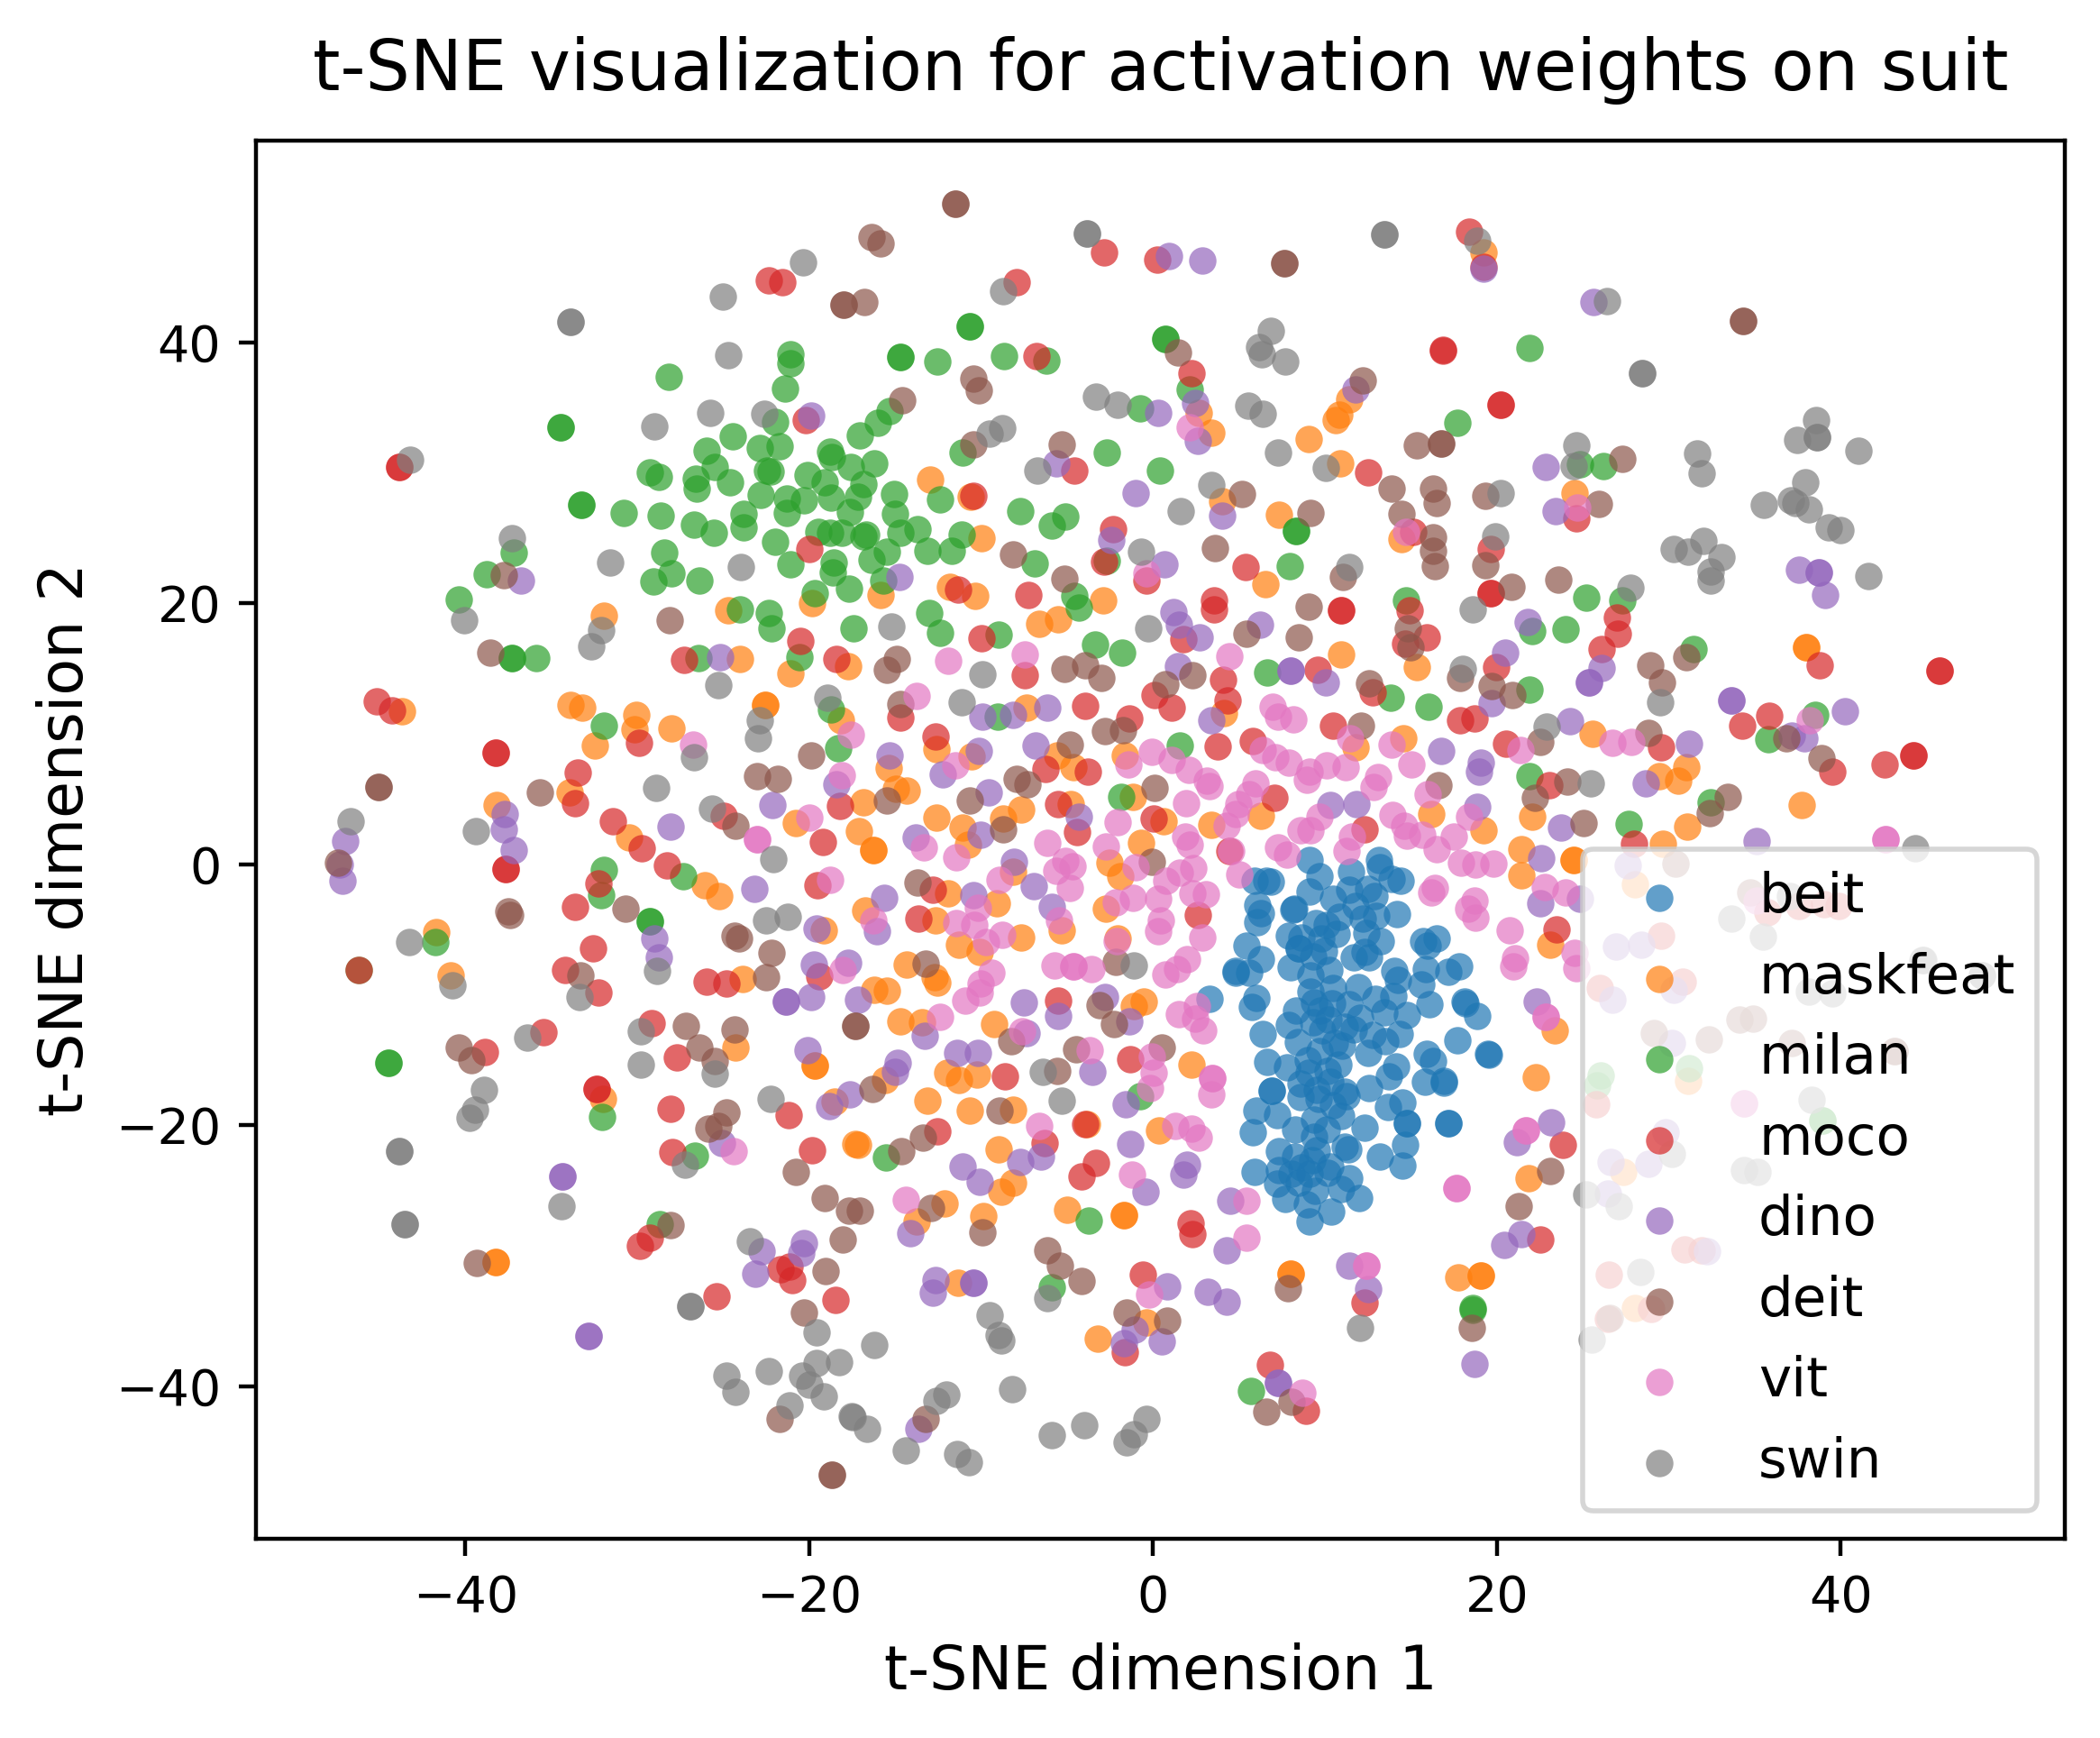 t-SNE visualization for activation weights on suit
t-SNE dimension 2
40
20
0
−20
−40
beit
maskfeat
milan
moco
dino
deit
vit
swin
−40
−20
0
20
40
t-SNE dimension 1